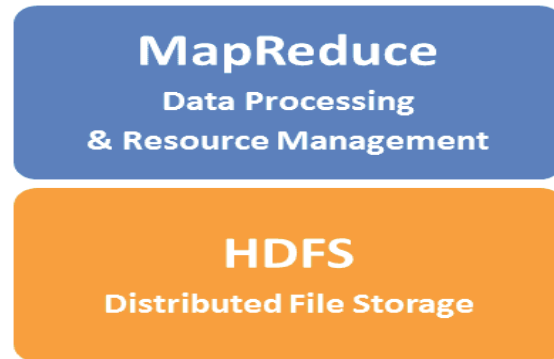 MapReduce
Data Processing
& Resource Management
HDFS
Distributed File Storage